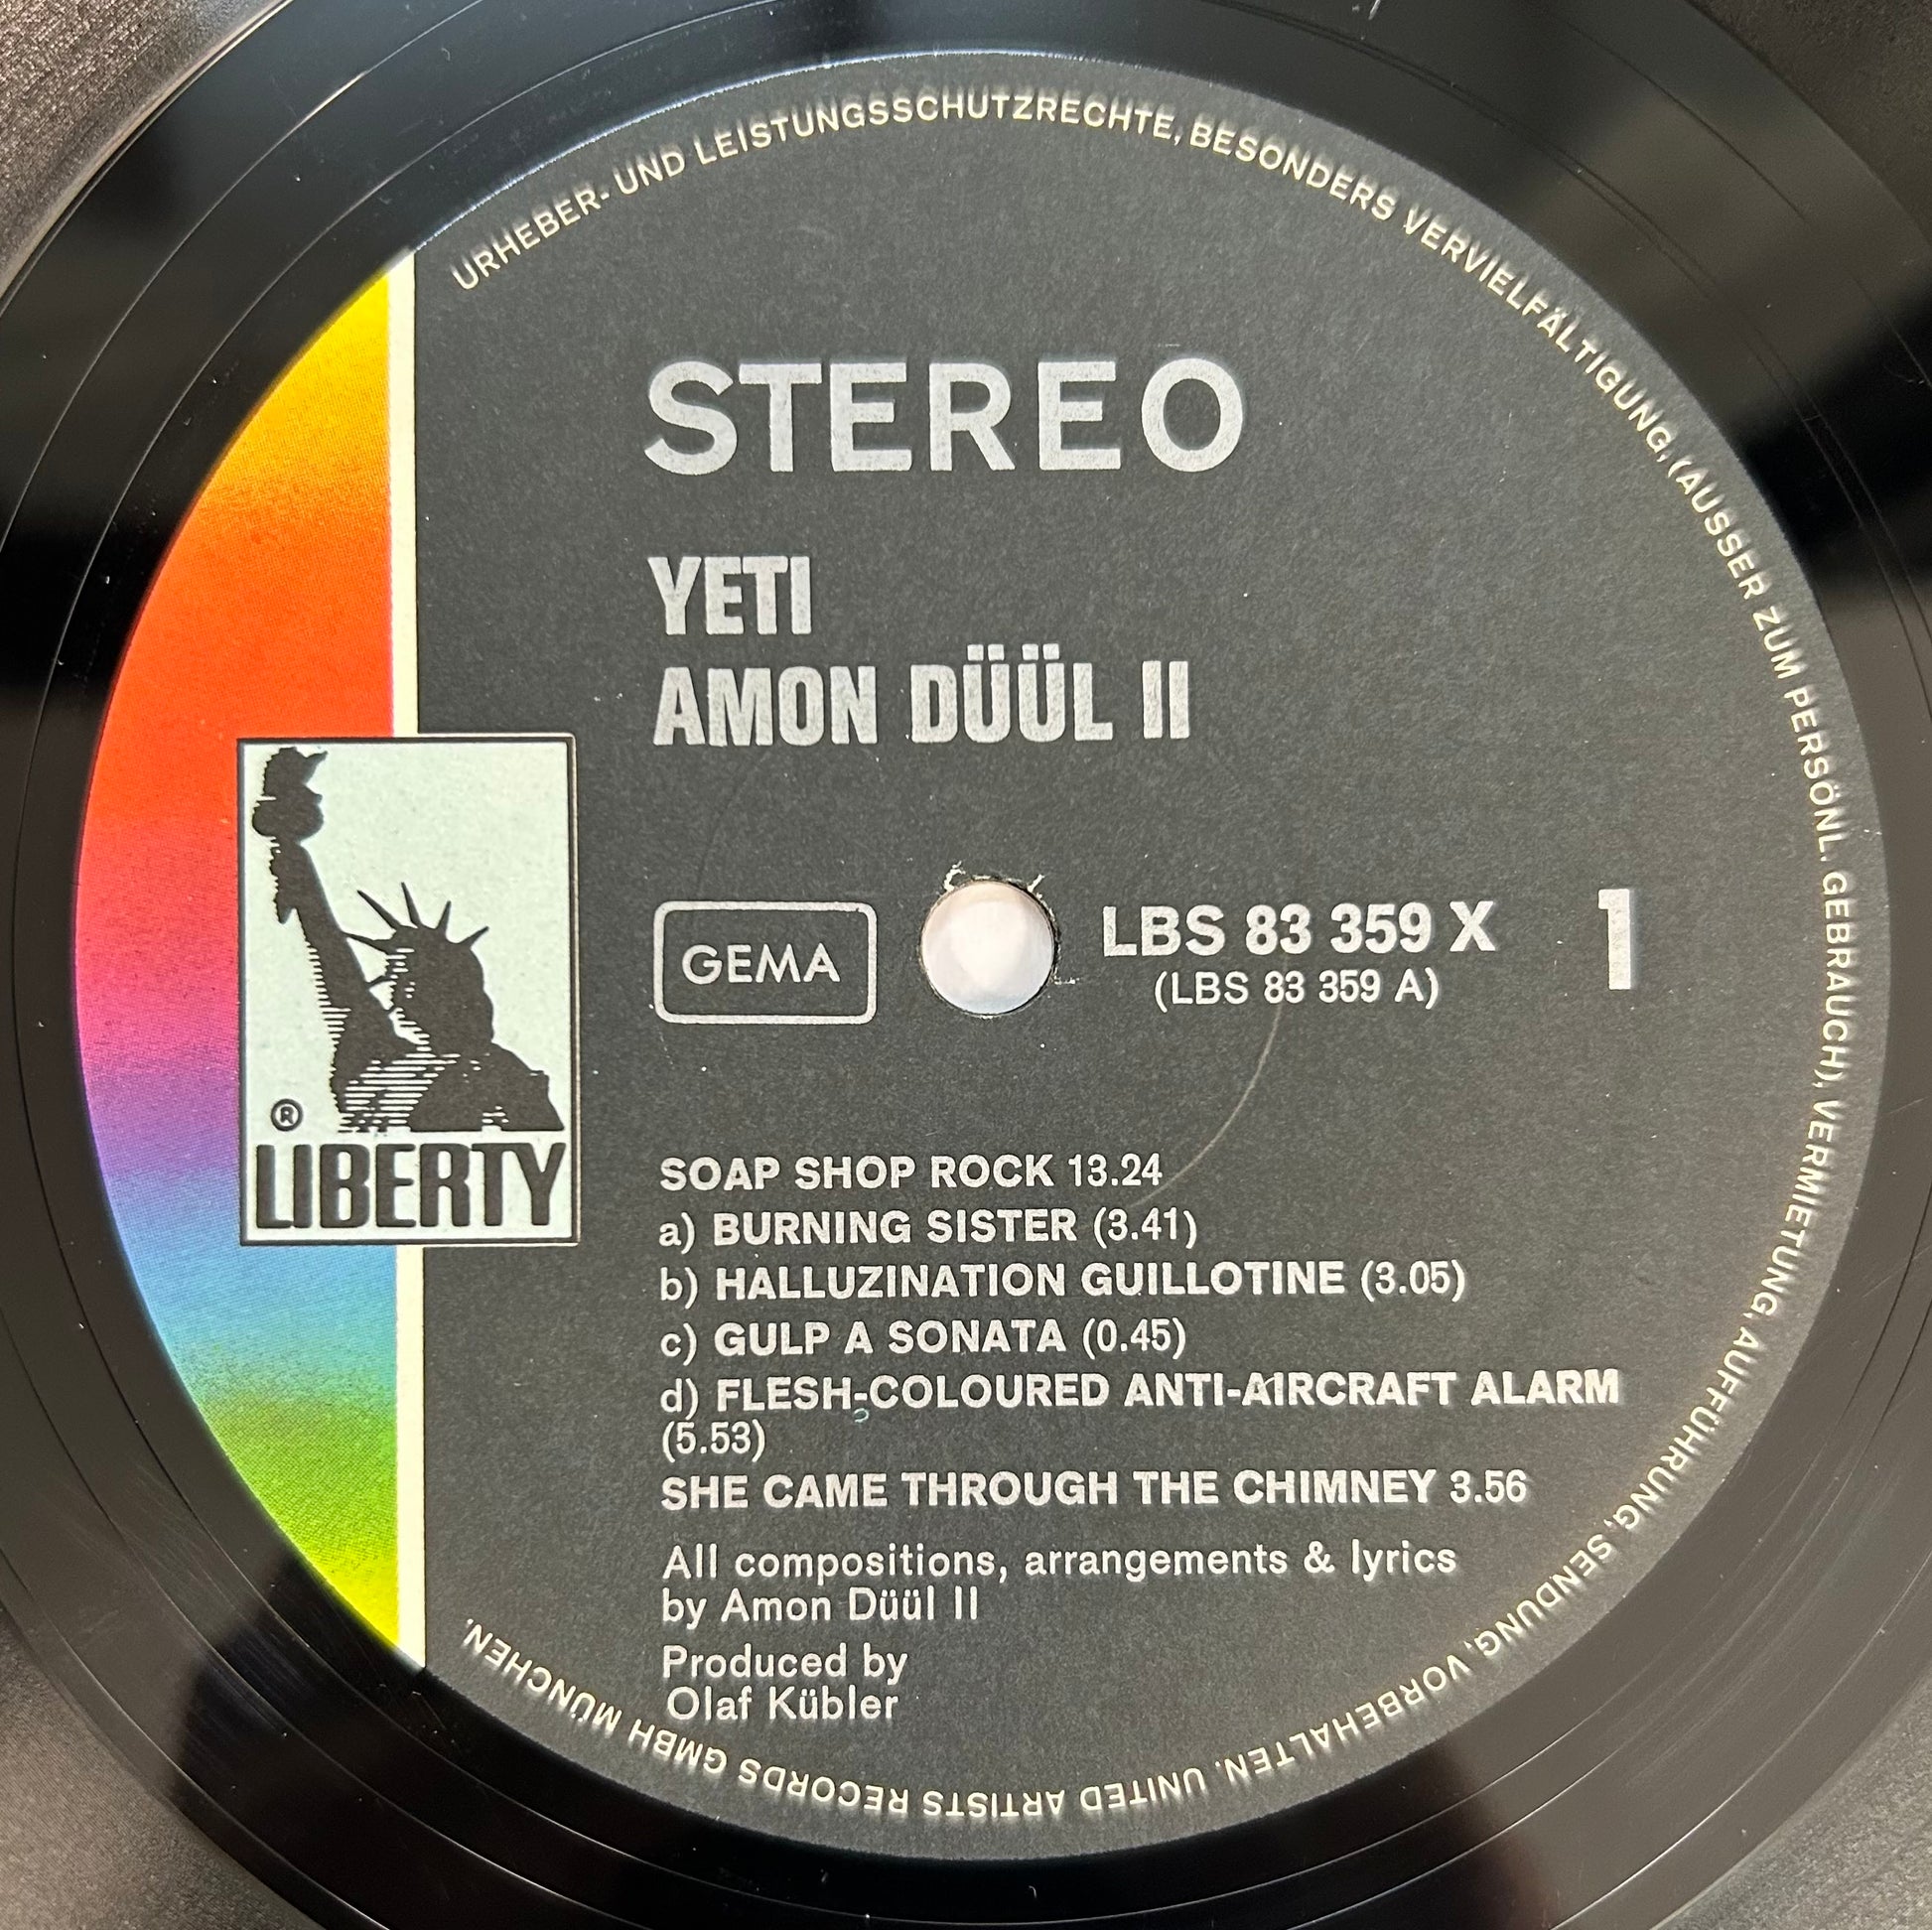 URHEBER- UND LEISTUNGSSCHUTZRECHTE, BESONDERS VERVIELFÄLTIGUNG, (AUSSER ZUM PERSÖNL. GEBRAUCH), VERMIETUNG, AUFFÜHRUNG, SENDUNG, VORBEHALTEN. UNITED ARTISTS RECORDS GMBH MÜNCHEN.
STEREO
YETI
AMON DÜÜL II
GEMA
LBS 83 359 X
(LBS 83 359 A)
1
®
LIBERTY
SOAP SHOP ROCK 13.24
a) BURNING SISTER (3.41)
b) HALLUZINATION GUILLOTINE (3.05)
c) GULP A SONATA (0.45)
d) FLESH-COLOURED ANTI-AIRCRAFT ALARM
(5.53)
SHE CAME THROUGH THE CHIMNEY 3.56
All compositions, arrangements & lyrics
by Amon Düül II
Produced by
Olaf Kübler